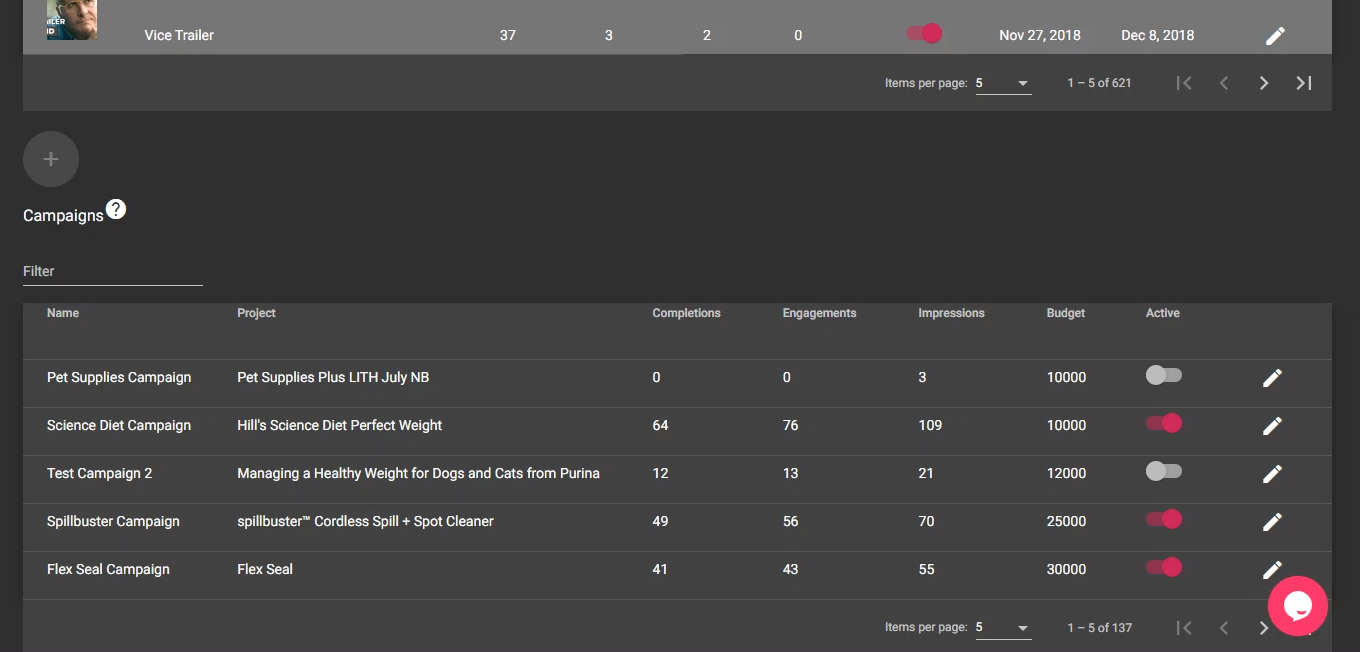 ILER
ID
Vice Trailer 37 3 2 0 Nov 27, 2018 Dec 8, 2018
Items per page: 5 1 – 5 of 621
+
Campaigns ?
Filter
Name Project Completions Engagements Impressions Budget Active
Pet Supplies Campaign Pet Supplies Plus LITH July NB 0 0 3 10000
Science Diet Campaign Hill's Science Diet Perfect Weight 64 76 109 10000
Test Campaign 2 Managing a Healthy Weight for Dogs and Cats from Purina 12 13 21 12000
Spillbuster Campaign spillbuster™ Cordless Spill + Spot Cleaner 49 56 70 25000
Flex Seal Campaign Flex Seal 41 43 55 30000
Items per page: 5 1 – 5 of 137